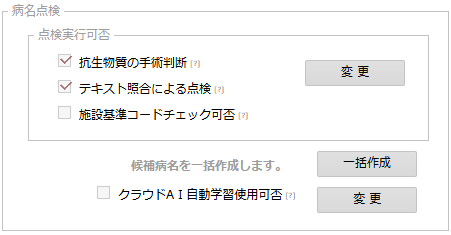 病名点検
点検実行可否
抗生物質の手術判断 [?]
変 更
テキスト照合による点検 [?]
施設基準コードチェック可否 [?]
候補病名を一括作成します。
一括作成
クラウドAI自動学習使用可否 [?]
変 更